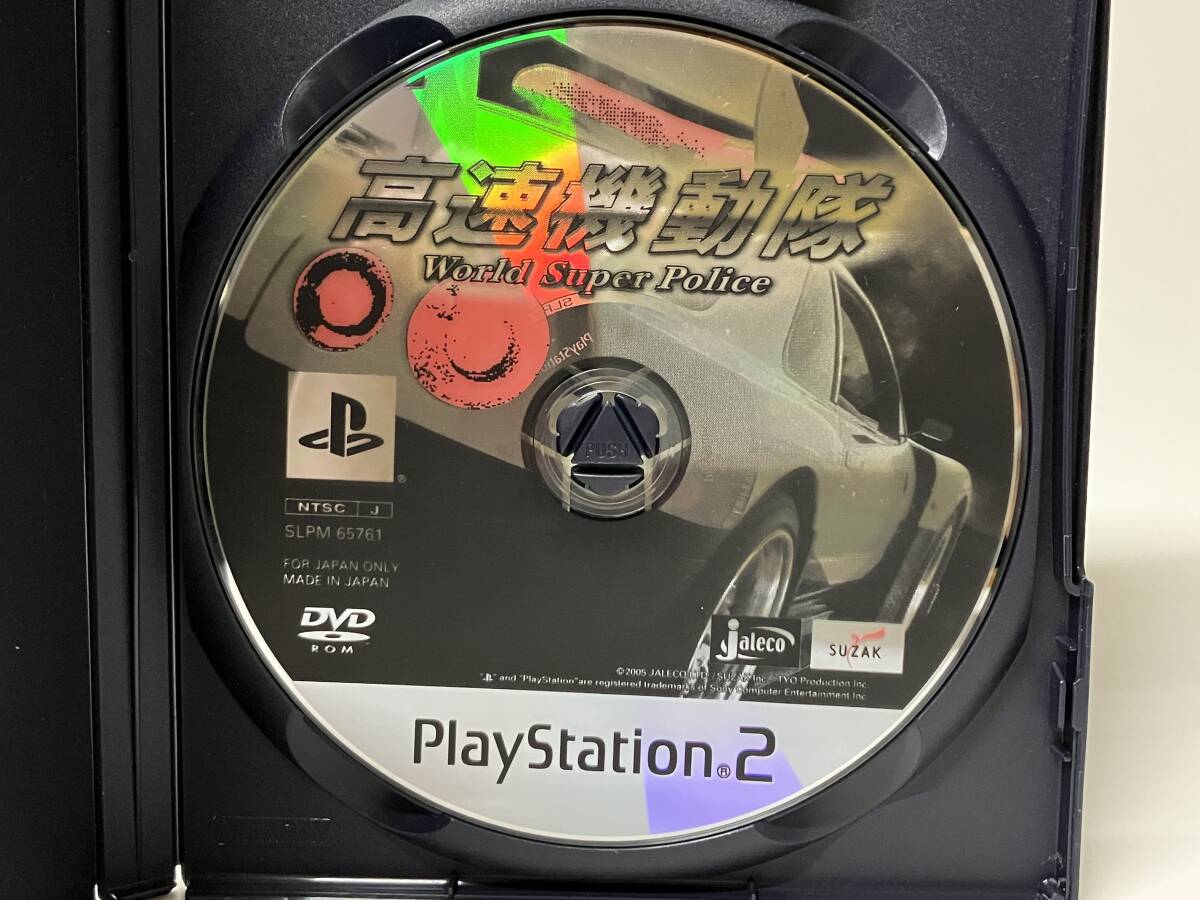 高速機動隊
World Super Police
PUSH
NTSC J
SLPM 65761
FOR JAPAN ONLY
MADE IN JAPAN
DVD
ROM
jaleco
SUZAK
©2005 JALECO LTD. / SUZAK Inc. TYO Production Inc.
"PS" and "PlayStation" are registered trademarks of Sony Computer Entertainment Inc.
PlayStation®2